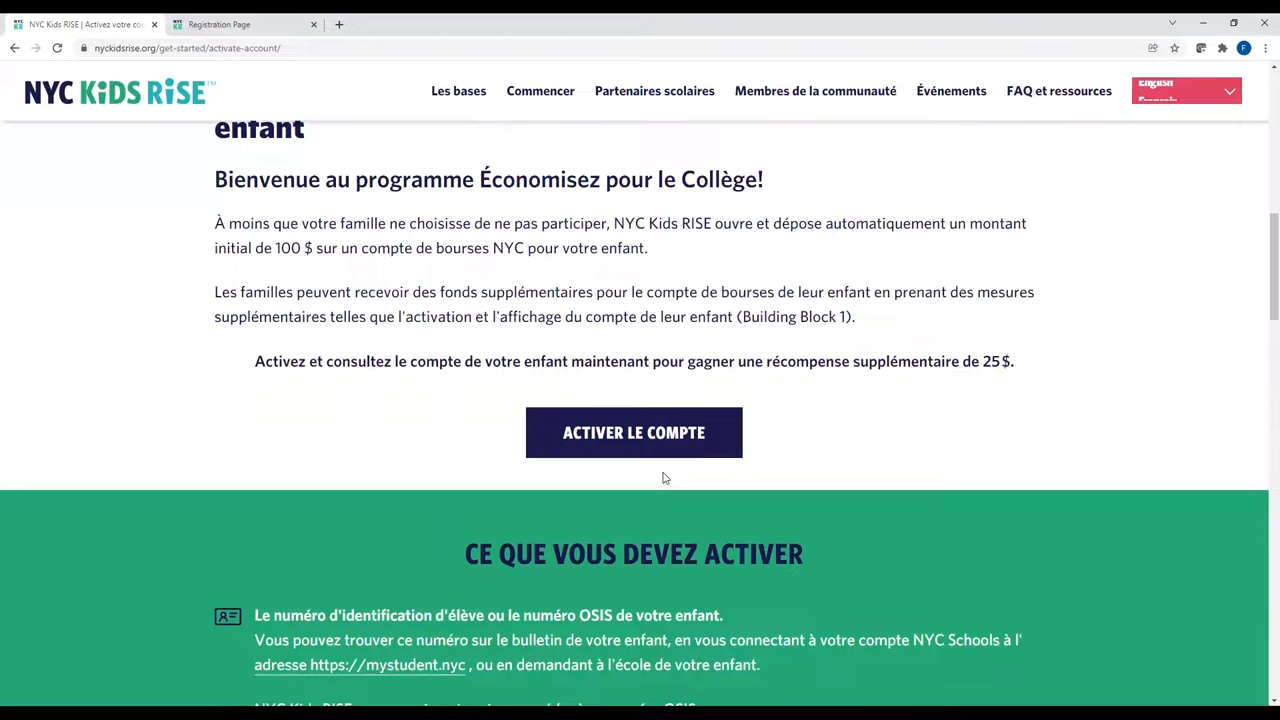 NYC Kids RISE | Activez votre co
Registration Page
nyckidsrise.org/get-started/activate-account/
F
NYC KiDS RiSE™
Les bases
Commencer
Partenaires scolaires
Membres de la communauté
Événements
FAQ et ressources
English
Français
enfant
Bienvenue au programme Économisez pour le Collège!
À moins que votre famille ne choisisse de ne pas participer, NYC Kids RISE ouvre et dépose automatiquement un montant
initial de 100 $ sur un compte de bourses NYC pour votre enfant.
Les familles peuvent recevoir des fonds supplémentaires pour le compte de bourses de leur enfant en prenant des mesures
supplémentaires telles que l'activation et l'affichage du compte de leur enfant (Building Block 1).
Activez et consultez le compte de votre enfant maintenant pour gagner une récompense supplémentaire de 25 $.
ACTIVER LE COMPTE
CE QUE VOUS DEVEZ ACTIVER
Le numéro d'identification d'élève ou le numéro OSIS de votre enfant.
Vous pouvez trouver ce numéro sur le bulletin de votre enfant, en vous connectant à votre compte NYC Schools à l'
adresse https://mystudent.nyc , ou en demandant à l'école de votre enfant.